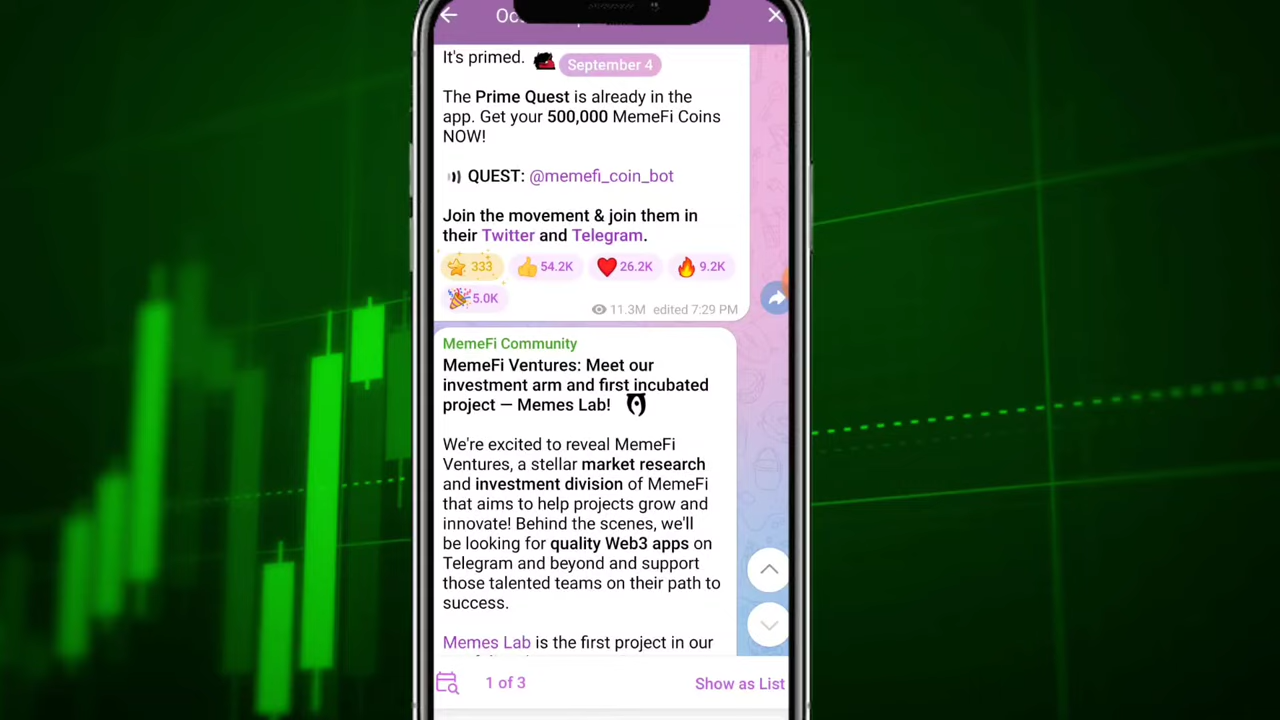 It's primed.
September 4
The Prime Quest is already in the
app. Get your 500,000 MemeFi Coins
NOW!
QUEST: @memefi_coin_bot
Join the movement & join them in
their Twitter and Telegram.
333 54.2K 26.2K 9.2K
5.0K
11.3M edited 7:29 PM
MemeFi Community
MemeFi Ventures: Meet our
investment arm and first incubated
project — Memes Lab!
We're excited to reveal MemeFi
Ventures, a stellar market research
and investment division of MemeFi
that aims to help projects grow and
innovate! Behind the scenes, we'll
be looking for quality Web3 apps on
Telegram and beyond and support
those talented teams on their path to
success.
Memes Lab is the first project in our
1 of 3
Show as List